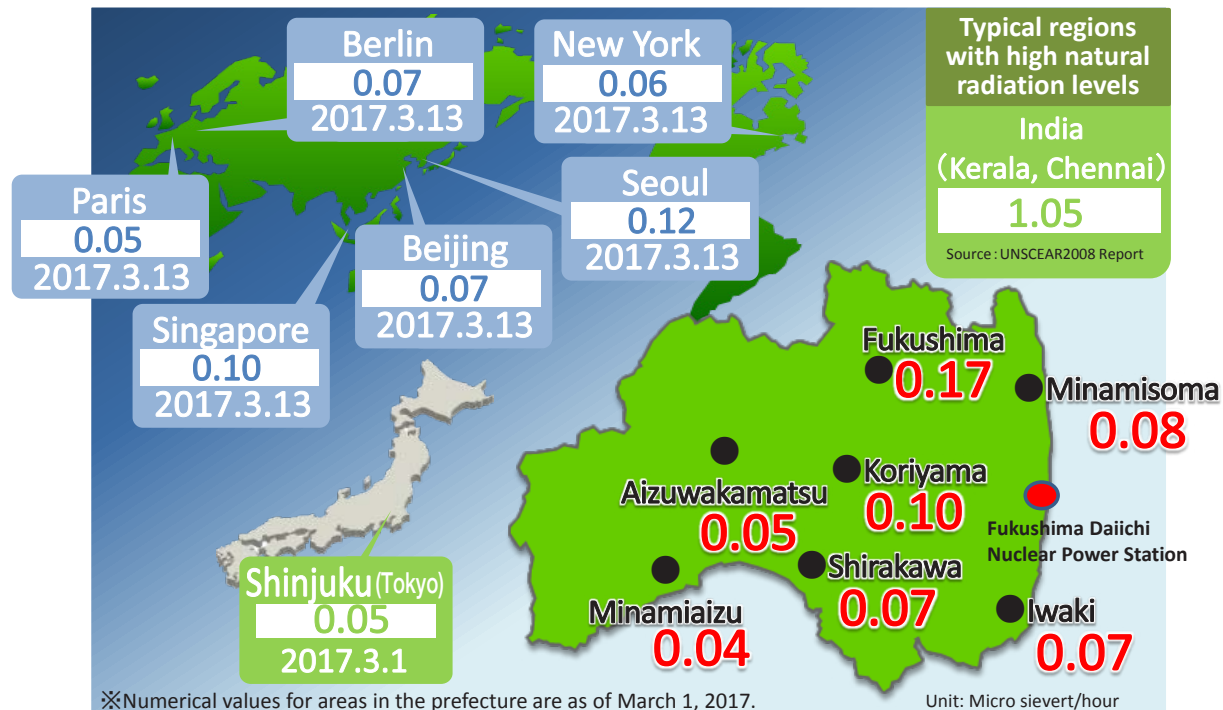 Berlin
0.07
2017.3.13
New York
0.06
2017.3.13
Typical regions
with high natural
radiation levels
India
（Kerala, Chennai）
1.05
Source : UNSCEAR2008 Report
Paris
0.05
2017.3.13
Seoul
0.12
2017.3.13
Beijing
0.07
2017.3.13
Singapore
0.10
2017.3.13
Fukushima
0.17
Minamisoma
0.08
Aizuwakamatsu
0.05
Koriyama
0.10
Fukushima Daiichi
Nuclear Power Station
Shinjuku (Tokyo)
0.05
2017.3.1
Minamiaizu
0.04
Shirakawa
0.07
Iwaki
0.07
※Numerical values for areas in the prefecture are as of March 1, 2017.
Unit: Micro sievert/hour